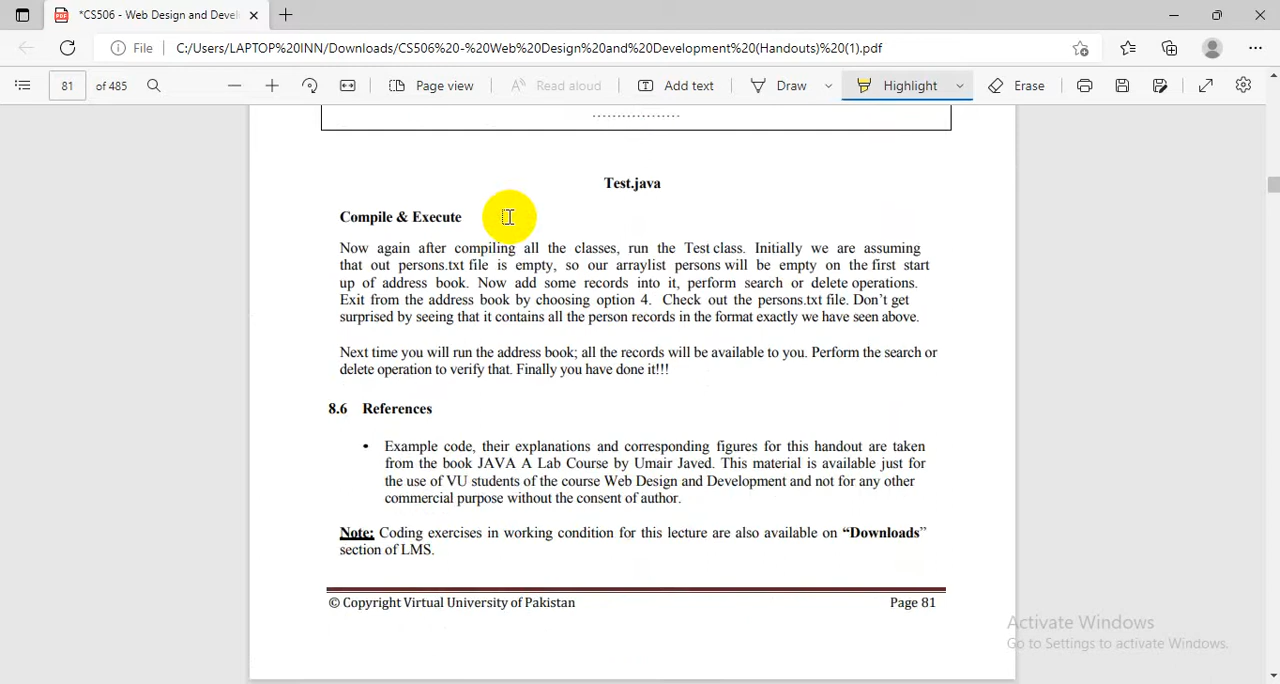 *CS506 - Web Design and Devel
File C:/Users/LAPTOP%20INN/Downloads/CS506%20-%20Web%20Design%20and%20Development%20(Handouts)%20(1).pdf
81 of 485 Page view Read aloud Add text Draw Highlight Erase
...................
Test.java
Compile & Execute
Now again after compiling all the classes, run the Test class. Initially we are assuming
that out persons.txt file is empty, so our arraylist persons will be empty on the first start
up of address book. Now add some records into it, perform search or delete operations.
Exit from the address book by choosing option 4. Check out the persons.txt file. Don't get
surprised by seeing that it contains all the person records in the format exactly we have seen above.
Next time you will run the address book; all the records will be available to you. Perform the search or
delete operation to verify that. Finally you have done it!!!
8.6 References
• Example code, their explanations and corresponding figures for this handout are taken
from the book JAVA A Lab Course by Umair Javed. This material is available just for
the use of VU students of the course Web Design and Development and not for any other
commercial purpose without the consent of author.
Note: Coding exercises in working condition for this lecture are also available on “Downloads”
section of LMS.
© Copyright Virtual University of Pakistan Page 81
Activate Windows
Go to Settings to activate Windows.